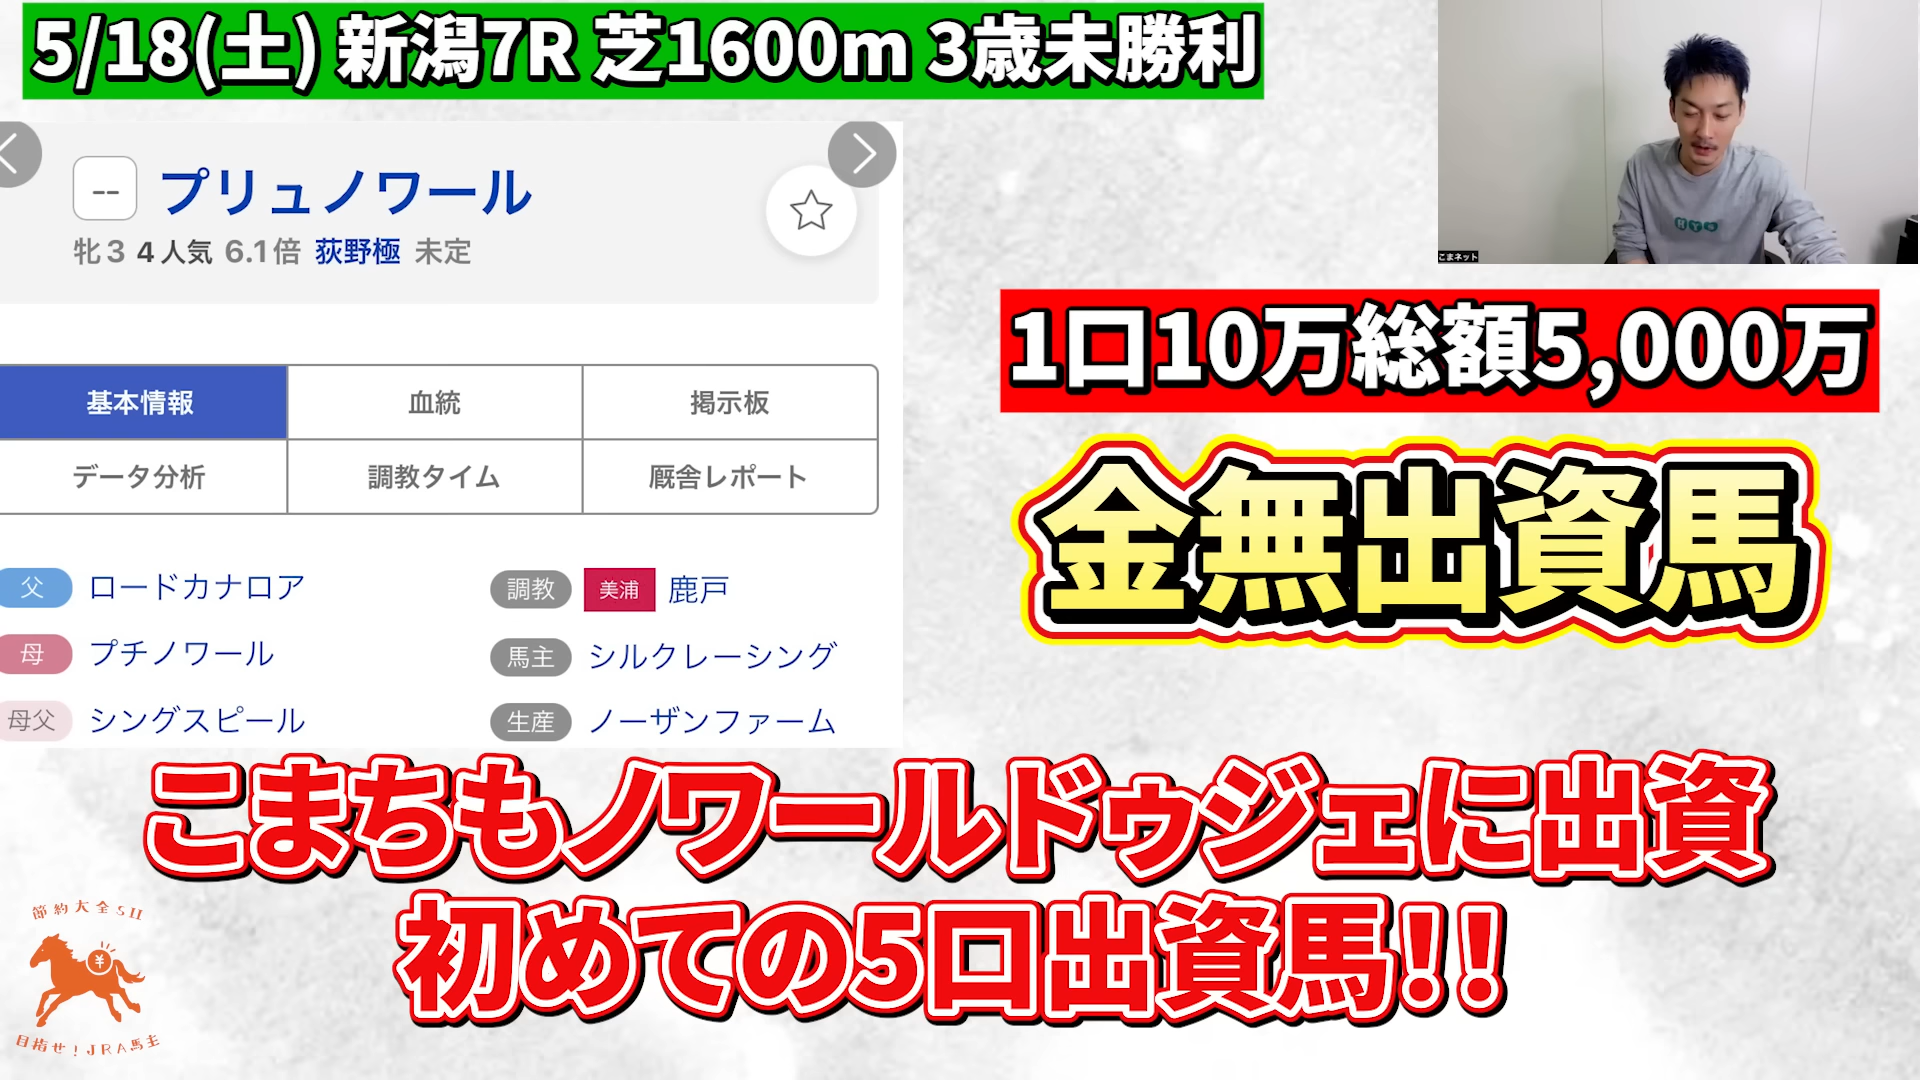 5/18(土) 新潟7R 芝1600m 3歳未勝利
-- プリュノワール
牝3 4人気 6.1倍 荻野極 未定
こまネット
1口10万総額5,000万
金無出資馬
基本情報 血統 掲示板
データ分析 調教タイム 厩舎レポート
父 ロードカナロア 調教 美浦 鹿戸
母 プチノワール 馬主 シルクレーシング
母父 シングスピール 生産 ノーザンファーム
こまちもノワールドゥジェに出資
初めての5口出資馬!!
節約大全SII
¥
目指せ!JRA馬主